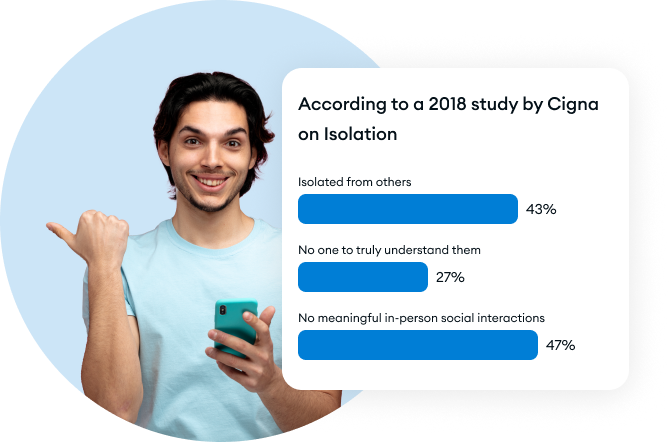 According to a 2018 study by Cigna
on Isolation
Isolated from others
43%
No one to truly understand them
27%
No meaningful in-person social interactions
47%